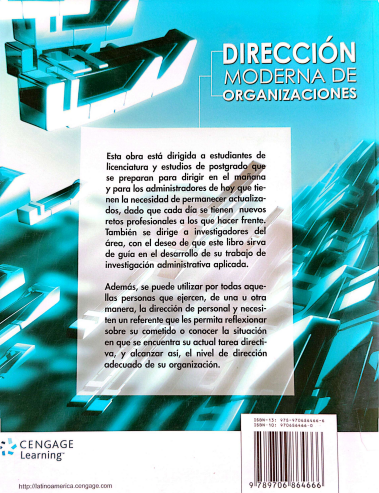 DIRECCIÓN
MODERNA DE
ORGANIZACIONES
Esta obra está dirigida a estudiantes de
licenciatura y estudios de postgrado que
se preparan para dirigir en el mañana
y para los administradores de hoy que tie-
nen la necesidad de permanecer actualiza-
dos, dado que cada día se tienen nuevos
retos profesionales a los que hacer frente.
También se dirige a investigadores del
área, con el deseo de que este libro sirva
de guía en el desarrollo de su trabajo de
investigación administrativa aplicada.
Además, se puede utilizar por todas aque-
llas personas que ejercen, de una u otra
manera, la dirección de personal y necesi-
ten un referente que les permita reflexionar
sobre su cometido o conocer la situación
en que se encuentra su actual tarea directi-
va, y alcanzar así, el nivel de dirección
adecuado de su organización.
CENGAGE
Learning™
http://latinoamerica.cengage.com
9 789706 864666